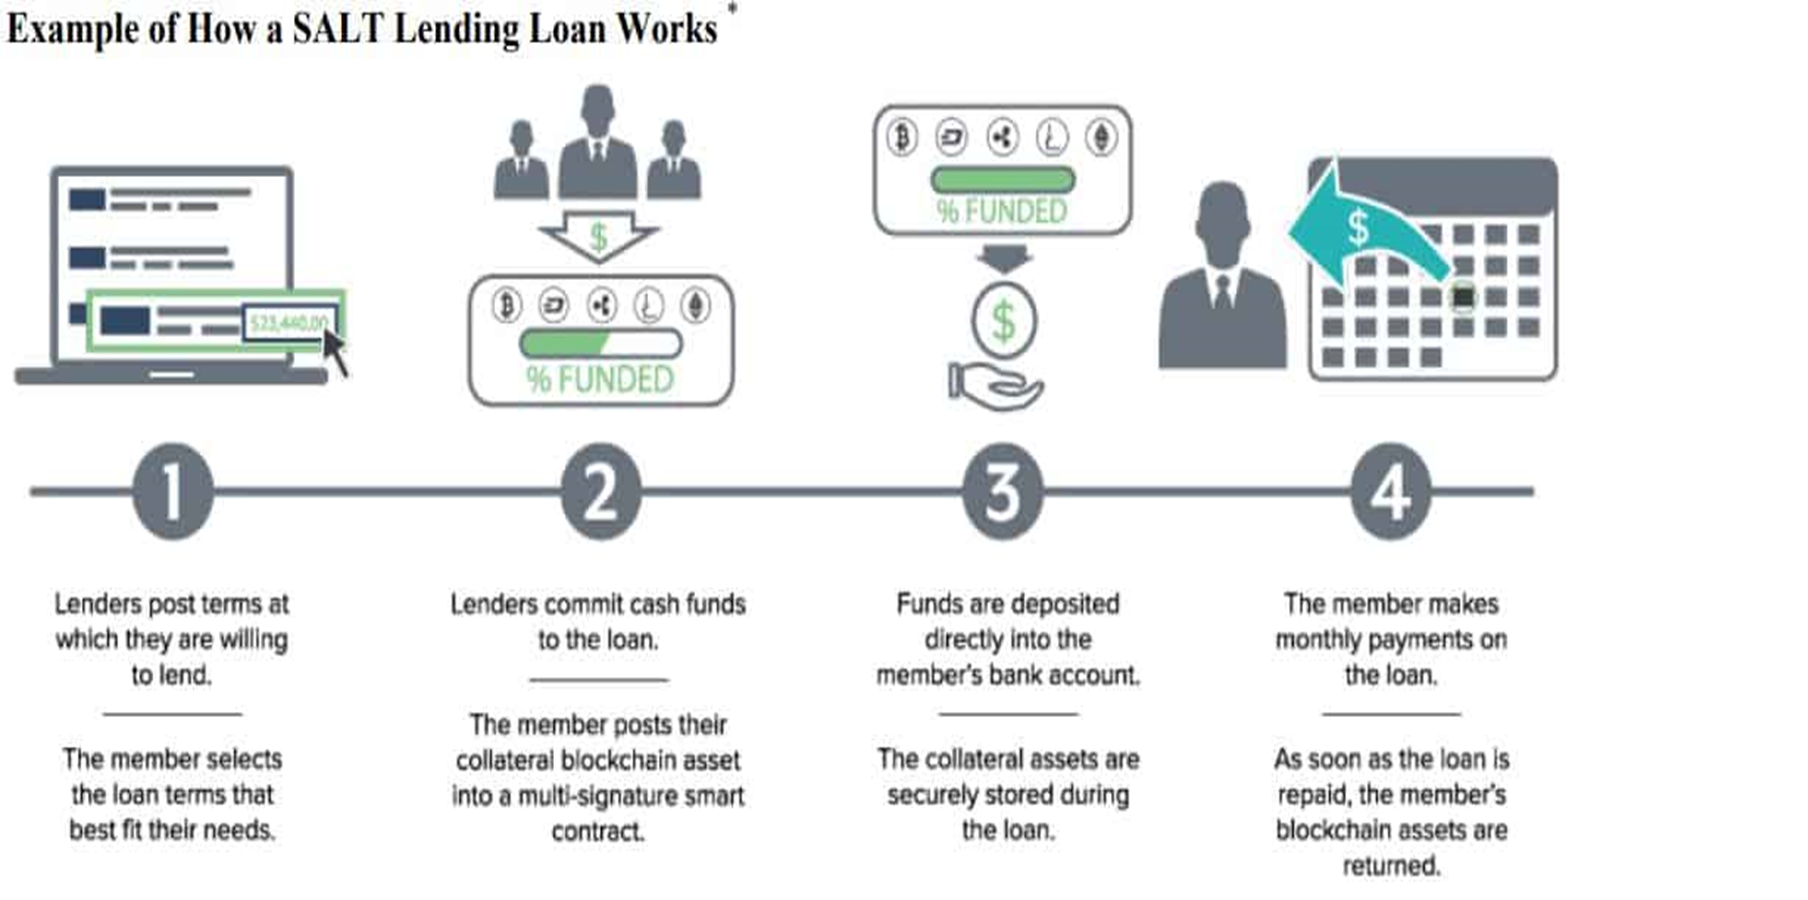 Example of How a SALT Lending Loan Works *
$23,440.00
$
% FUNDED
% FUNDED
$
$
1
2
3
4
Lenders post terms at
which they are willing
to lend.
The member selects
the loan terms that
best fit their needs.
Lenders commit cash funds
to the loan.
The member posts their
collateral blockchain asset
into a multi-signature smart
contract.
Funds are deposited
directly into the
member's bank account.
The collateral assets are
securely stored during
the loan.
The member makes
monthly payments on
the loan.
As soon as the loan is
repaid, the member's
blockchain assets are
returned.